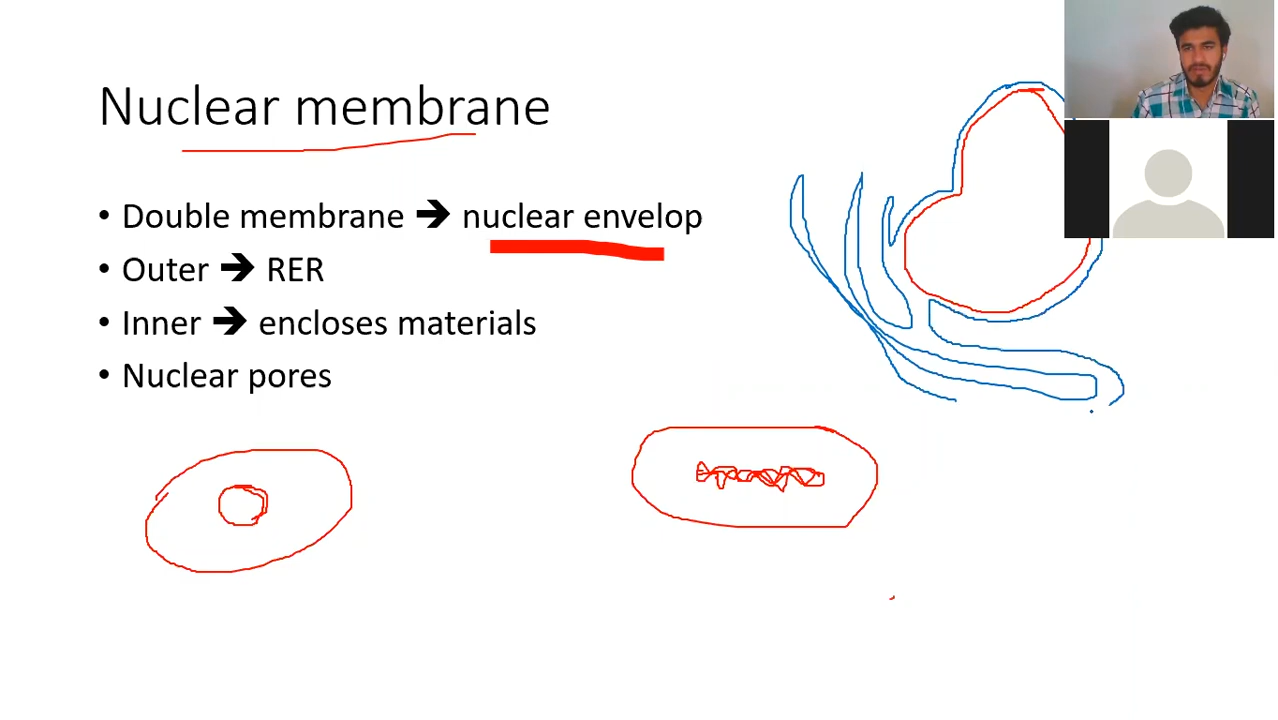 Nuclear membrane
• Double membrane 🡺 nuclear envelop
• Outer 🡺 RER
• Inner 🡺 encloses materials
• Nuclear pores